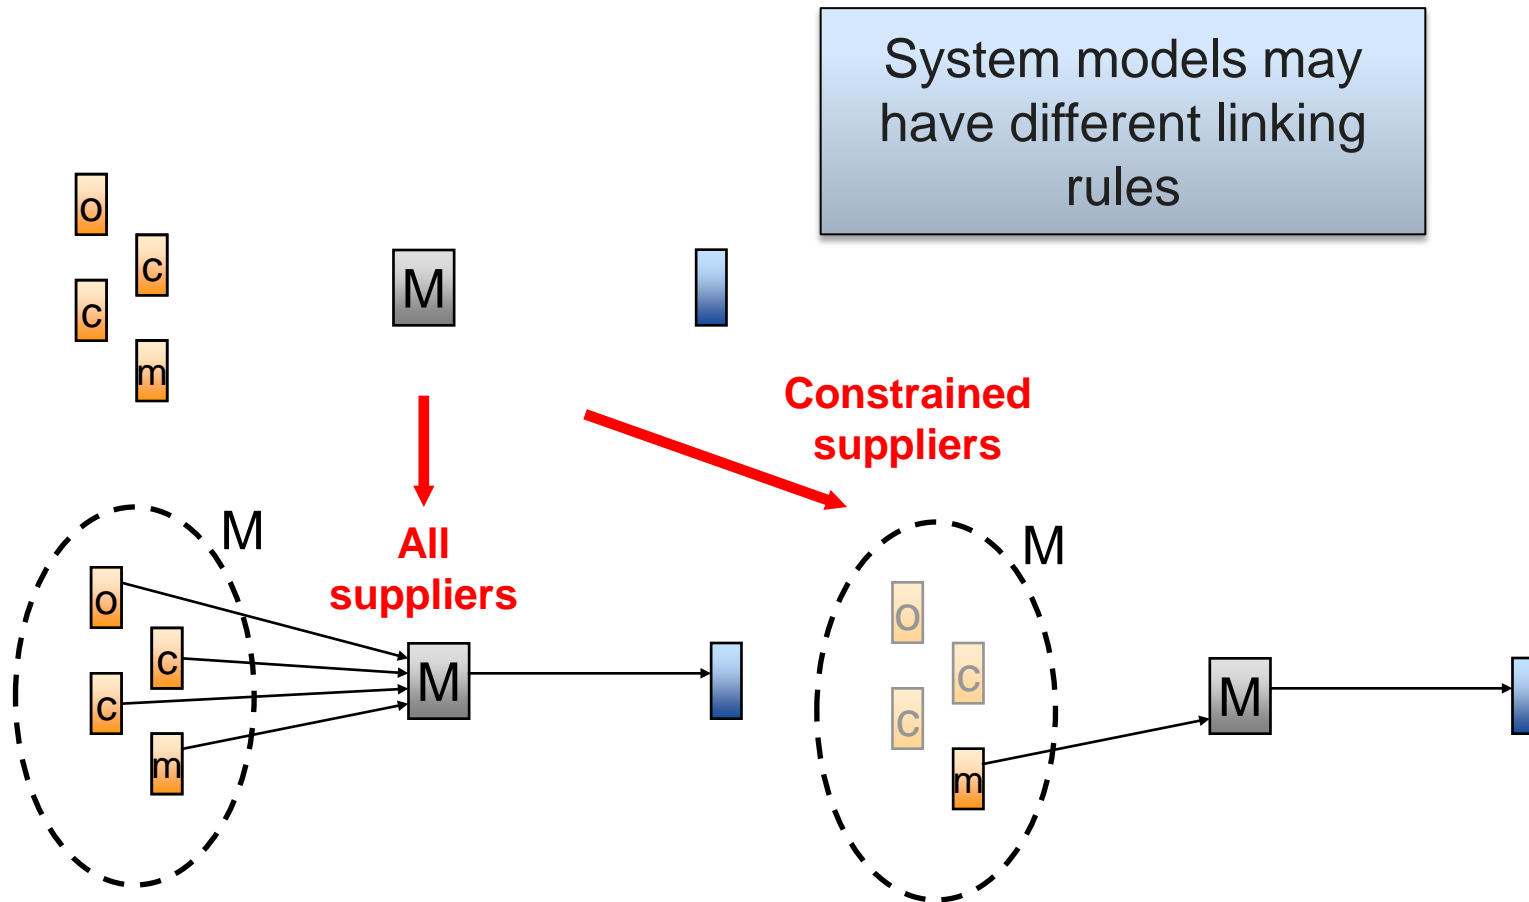 System models may
have different linking
rules
o
c
c
m
M
Constrained
suppliers
All
suppliers
M
o
c
c
m
M
M
o
c
c
m
M